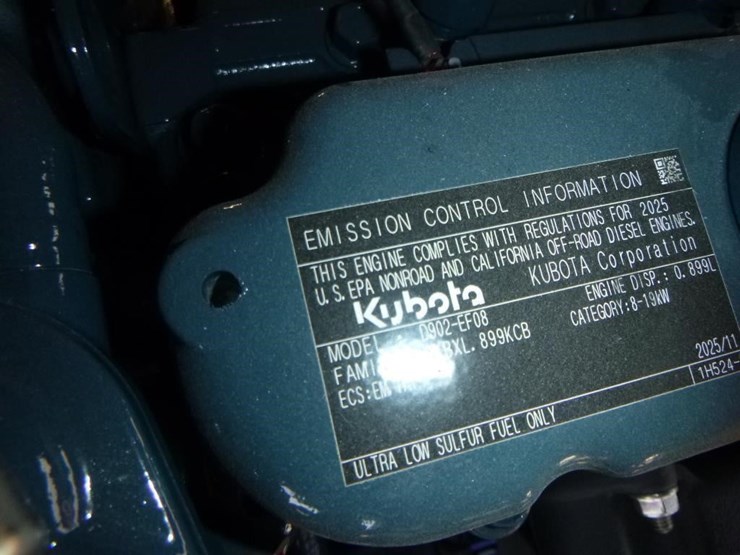 EMISSION CONTROL INFORMATION
THIS ENGINE COMPLIES WITH REGULATIONS FOR 2025
U.S. EPA NONROAD AND CALIFORNIA OFF-ROAD DIESEL ENGINES.
Kubota KUBOTA Corporation
MODEL D902-EF08 ENGINE DISP.: 0.899L
BXL.899KCB CATEGORY:8-19kW
ECS:
2025/11
1H524-
ULTRA LOW SULFUR FUEL ONLY